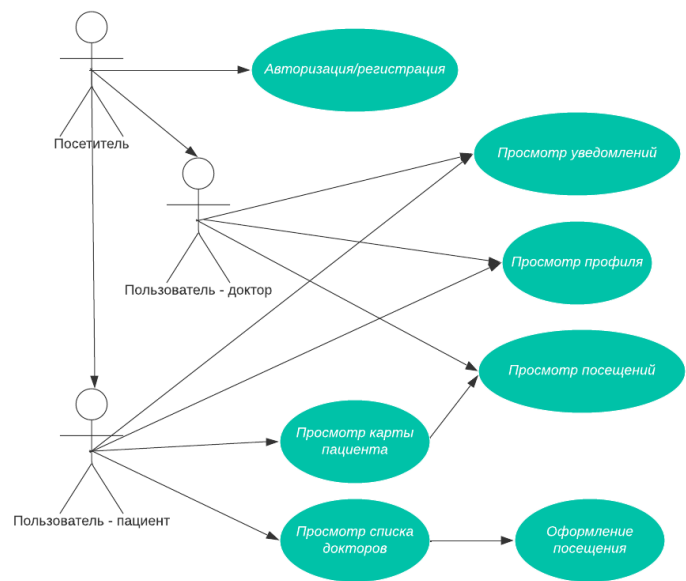 Авторизация/регистрация
Посетитель
Просмотр уведомлений
Пользователь - доктор
Просмотр профиля
Просмотр посещений
Просмотр карты
пациента
Пользователь - пациент
Просмотр списка
докторов
Оформление
посещения